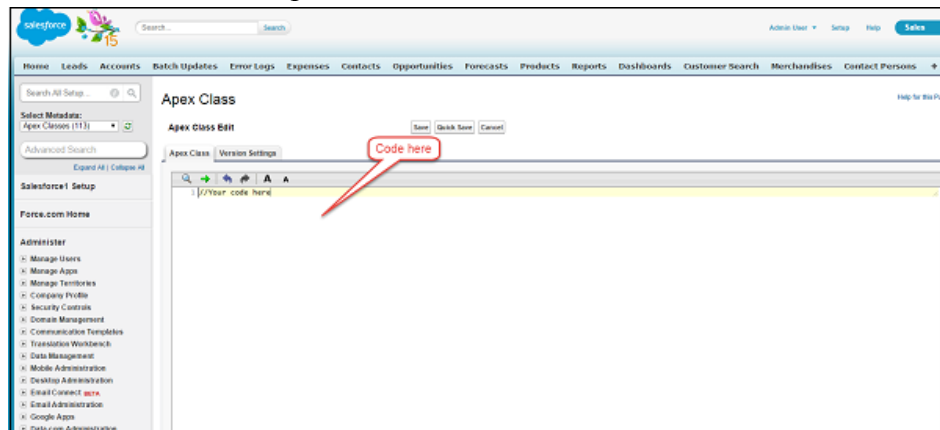 salesforce
15
Search...
Search
Admin User
Setup
Help
Sales
Home Leads Accounts Batch Updates Error Logs Expenses Contacts Opportunities Forecasts Products Reports Dashboards Customer Search Merchandises Contact Persons +
Search All Setup...
Select Metadata:
Apex Classes (113)
Advanced Search
Expand All | Collapse All
Salesforce1 Setup
Force.com Home
Administer
Manage Users
Manage Apps
Manage Territories
Company Profile
Security Controls
Domain Management
Communication Templates
Translation Workbench
Data Management
Mobile Administration
Desktop Administration
Email Connect BETA
Email Administration
Google Apps
Data.com Administration
Apex Class
Help for this Pa
Apex Class Edit
Save Quick Save Cancel
Code here
Apex Class Version Settings
A A
1 //Your code here